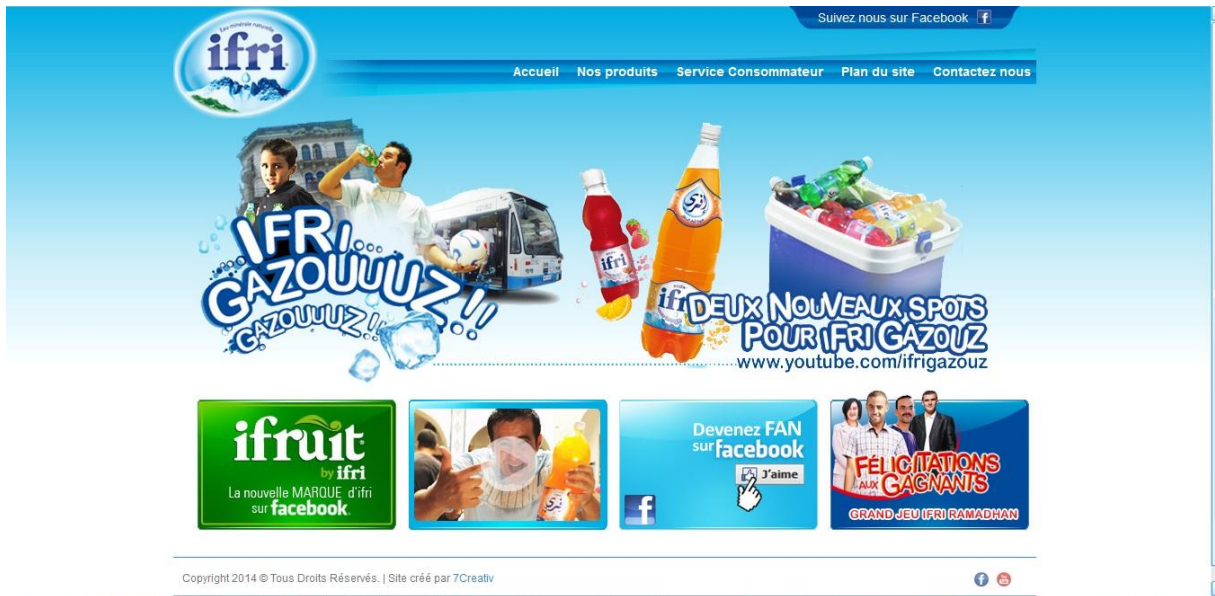 Suivez nous sur Facebook
Eau minérale naturelle
ifri
Accueil Nos produits Service Consommateur Plan du site Contactez nous
IFRI...
GAZOUUUZ!!
GAZOUUUZ!!
ifri
إفري
ifri
DEUX NOUVEAUX SPOTS
POUR IFRI GAZOUZ
www.youtube.com/ifrigazouz
ifruit
by ifri
La nouvelle MARQUE d'ifri
sur facebook
Devenez FAN
sur facebook
J'aime
FÉLICITATIONS
AUX GAGNANTS
GRAND JEU IFRI RAMADHAN
Copyright 2014 © Tous Droits Réservés. | Site créé par 7Creativ